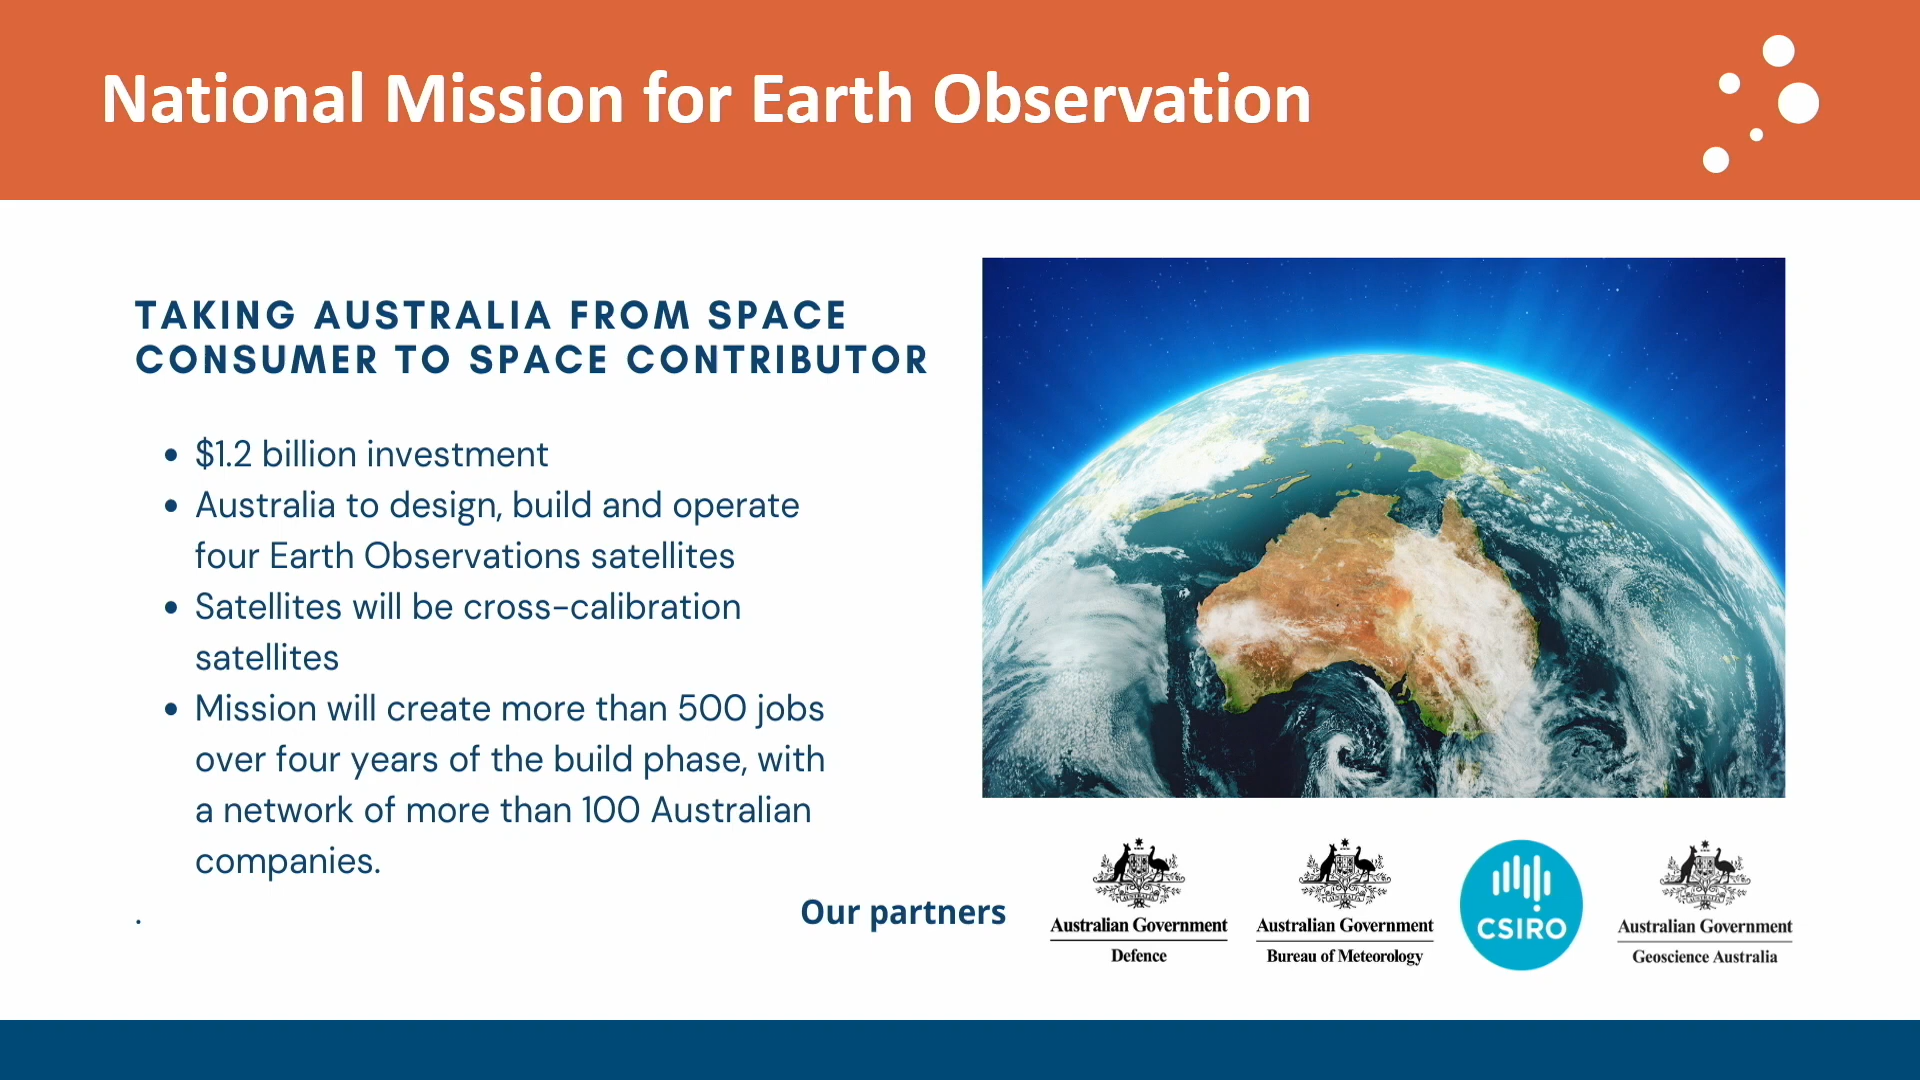 National Mission for Earth Observation
TAKING AUSTRALIA FROM SPACE
CONSUMER TO SPACE CONTRIBUTOR
• $1.2 billion investment
• Australia to design, build and operate
four Earth Observations satellites
• Satellites will be cross-calibration
satellites
• Mission will create more than 500 jobs
over four years of the build phase, with
a network of more than 100 Australian
companies.
.
Our partners
Australian Government
Defence
Australian Government
Bureau of Meteorology
CSIRO
Australian Government
Geoscience Australia